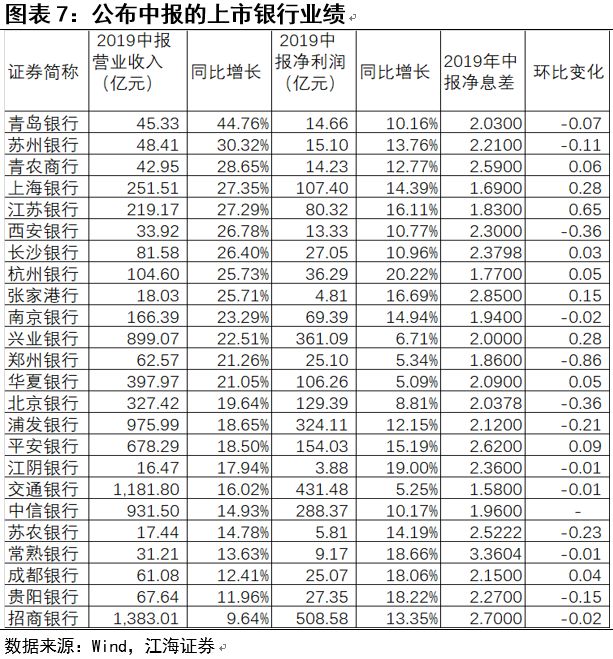 图表 7：公布中报的上市银行业绩
证券简称 2019中报营业收入（亿元） 同比增长 2019中报净利润（亿元） 同比增长 2019年中报净息差 环比变化
青岛银行 45.33 44.76% 14.66 10.16% 2.0300 -0.07
苏州银行 48.41 30.32% 15.10 13.76% 2.2100 -0.11
青农商行 42.95 28.65% 14.23 12.77% 2.5900 0.06
上海银行 251.51 27.35% 107.40 14.39% 1.6900 0.28
江苏银行 219.17 27.29% 80.32 16.11% 1.8300 0.65
西安银行 33.92 26.78% 13.33 10.77% 2.3000 -0.36
长沙银行 81.58 26.40% 27.05 10.96% 2.3798 0.03
杭州银行 104.60 25.73% 36.29 20.22% 1.7700 0.05
张家港行 18.03 25.71% 4.81 16.69% 2.8500 0.15
南京银行 166.39 23.29% 69.39 14.94% 1.9400 -0.02
兴业银行 899.07 22.51% 361.09 6.71% 2.0000 0.28
郑州银行 62.57 21.26% 25.10 5.34% 1.8600 -0.86
华夏银行 397.97 21.05% 106.26 5.09% 2.0900 0.05
北京银行 327.42 19.64% 129.39 8.81% 2.0378 -0.36
浦发银行 975.99 18.65% 324.11 12.15% 2.1200 -0.21
平安银行 678.29 18.50% 154.03 15.19% 2.6200 0.09
江阴银行 16.47 17.94% 3.88 19.00% 2.3600 -0.01
交通银行 1,181.80 16.02% 431.48 5.25% 1.5800 -0.01
中信银行 931.50 14.93% 288.37 10.17% 1.9600 -
苏农银行 17.44 14.78% 5.81 14.19% 2.5222 -0.23
常熟银行 31.21 13.63% 9.17 18.66% 3.3604 -0.01
成都银行 61.08 12.41% 25.07 18.06% 2.1500 0.04
贵阳银行 67.64 11.96% 27.35 18.22% 2.2700 -0.15
招商银行 1,383.01 9.64% 508.58 13.35% 2.7000 -0.02
数据来源：Wind，江海证券